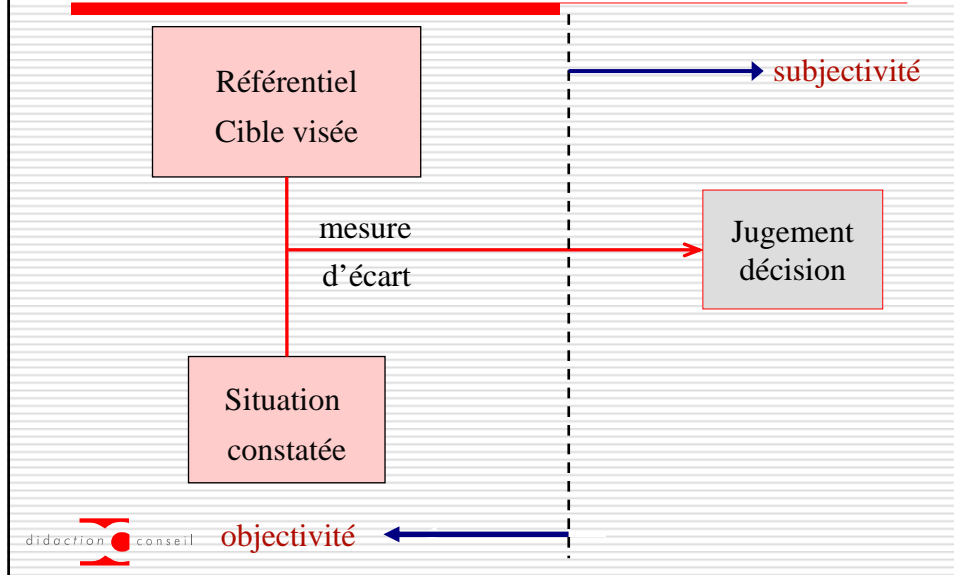 Référentiel
Cible visée
subjectivité
mesure
d'écart
Jugement
décision
Situation
constatée
didaction conseil
objectivité